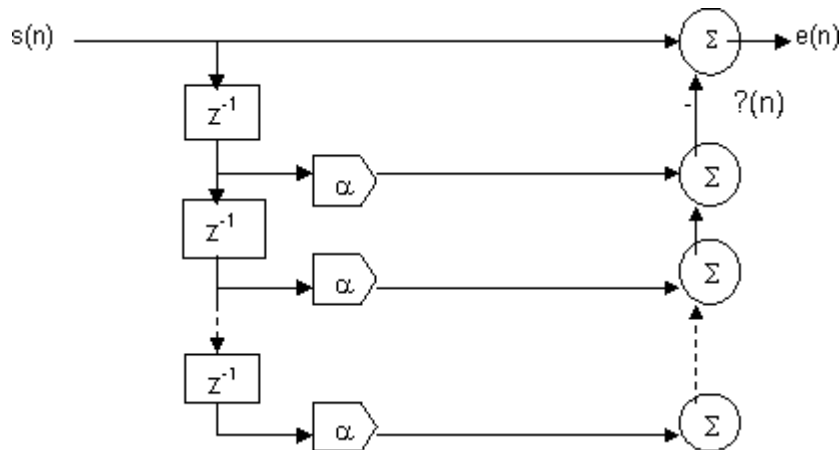 s(n) Σ e(n)
Z⁻¹ - ?(n)
α Σ
Z⁻¹
α Σ
Z⁻¹
α Σ